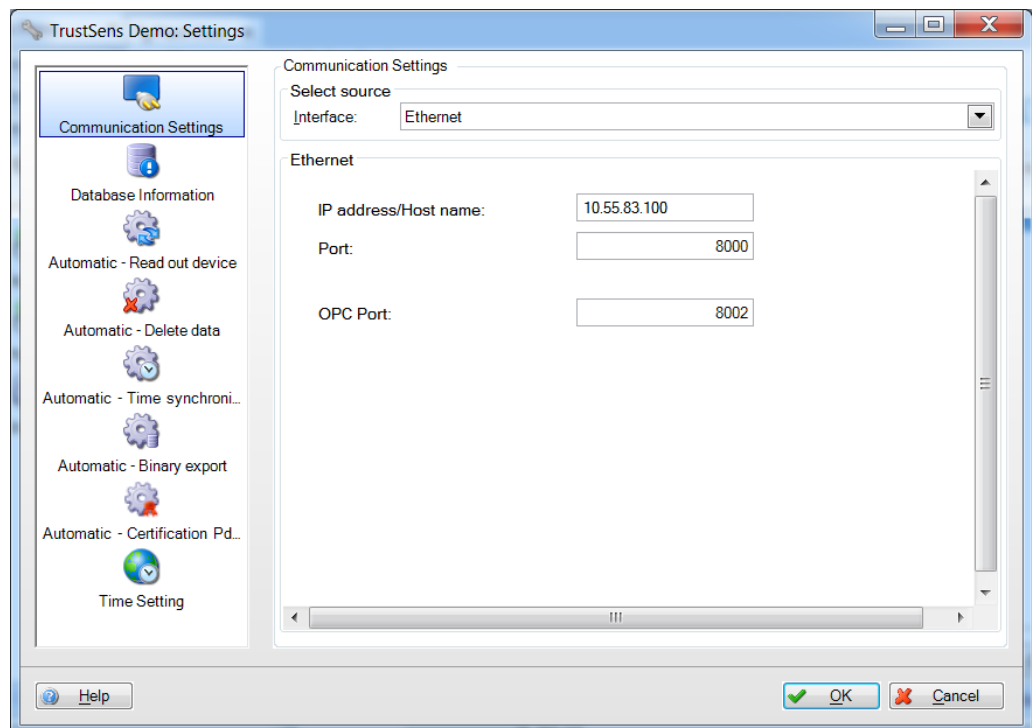 TrustSens Demo: Settings
Communication Settings
Database Information
Automatic - Read out device
Automatic - Delete data
Automatic - Time synchroni...
Automatic - Binary export
Automatic - Certification Pd...
Time Setting
Communication Settings
Select source
Interface: Ethernet
Ethernet
IP address/Host name: 10.55.83.100
Port: 8000
OPC Port: 8002
Help OK Cancel